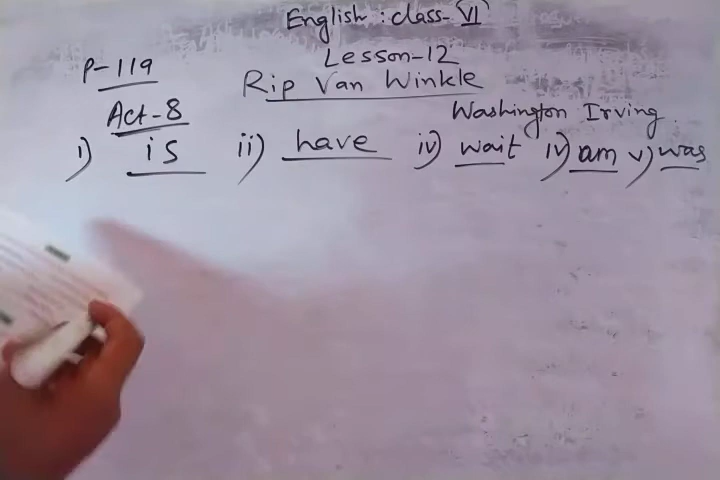 English : class- VI
Lesson-12
P-119
Rip Van Winkle
Washington Irving.
Act-8
i) is ii) have iv) wait iv) am v) was